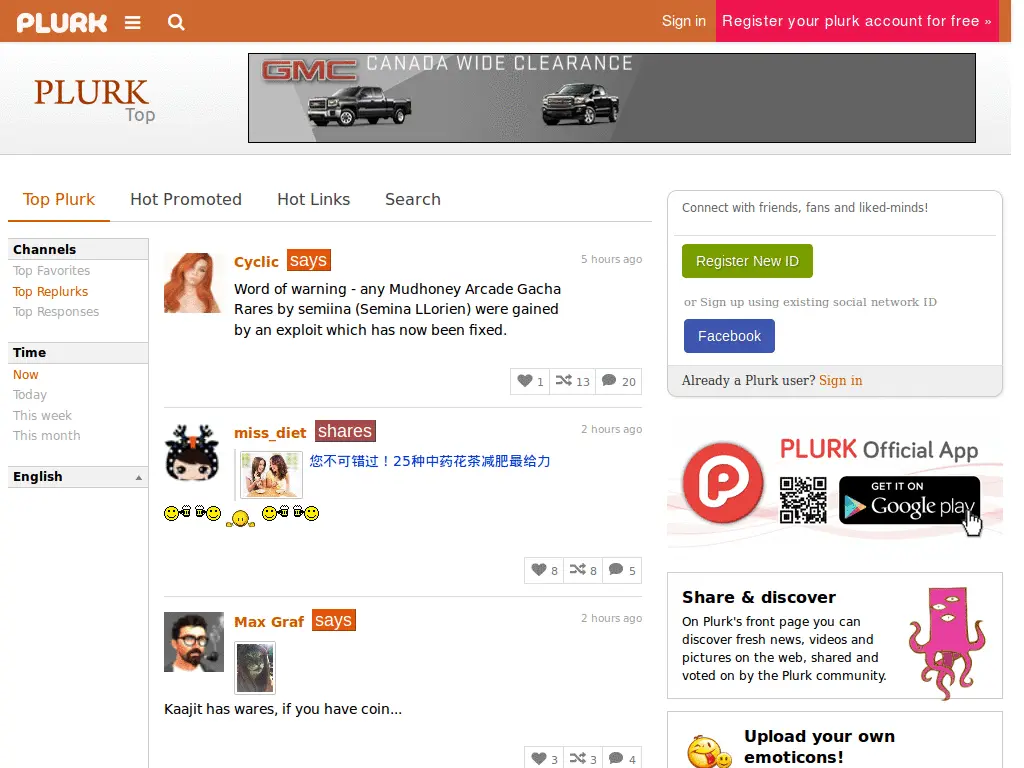 PLURK
Sign in
Register your plurk account for free »
PLURK
Top
GMC CANADA WIDE CLEARANCE
Top Plurk
Hot Promoted
Hot Links
Search
Channels
Top Favorites
Top Replurks
Top Responses
Time
Now
Today
This week
This month
English
Cyclic says
5 hours ago
Word of warning - any Mudhoney Arcade Gacha
Rares by semiina (Semina LLorien) were gained
by an exploit which has now been fixed.
1
13
20
miss_diet shares
2 hours ago
您不可错过！25种中药花茶减肥最给力
8
8
5
Max Graf says
2 hours ago
Kaajit has wares, if you have coin...
3
3
4
Connect with friends, fans and liked-minds!
Register New ID
or Sign up using existing social network ID
Facebook
Already a Plurk user? Sign in
PLURK Official App
GET IT ON
Google play
Share & discover
On Plurk's front page you can
discover fresh news, videos and
pictures on the web, shared and
voted on by the Plurk community.
Upload your own
emoticons!